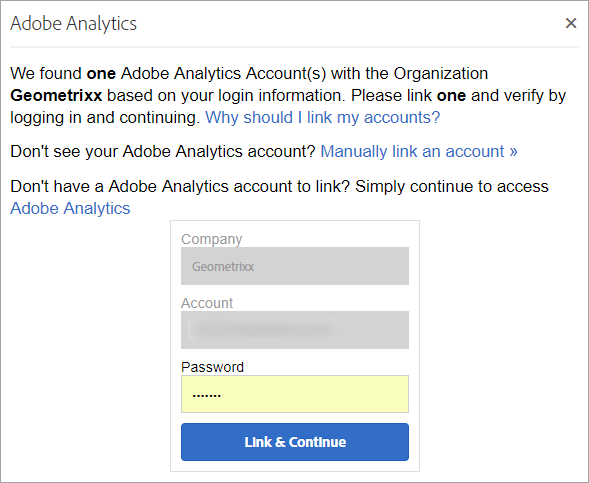 Adobe Analytics
We found one Adobe Analytics Account(s) with the Organization
Geometrixx based on your login information. Please link one and verify by
logging in and continuing. Why should I link my accounts?
Don't see your Adobe Analytics account? Manually link an account »
Don't have a Adobe Analytics account to link? Simply continue to access
Adobe Analytics
Company
Geometrixx
Account
Password
•••••••
Link & Continue